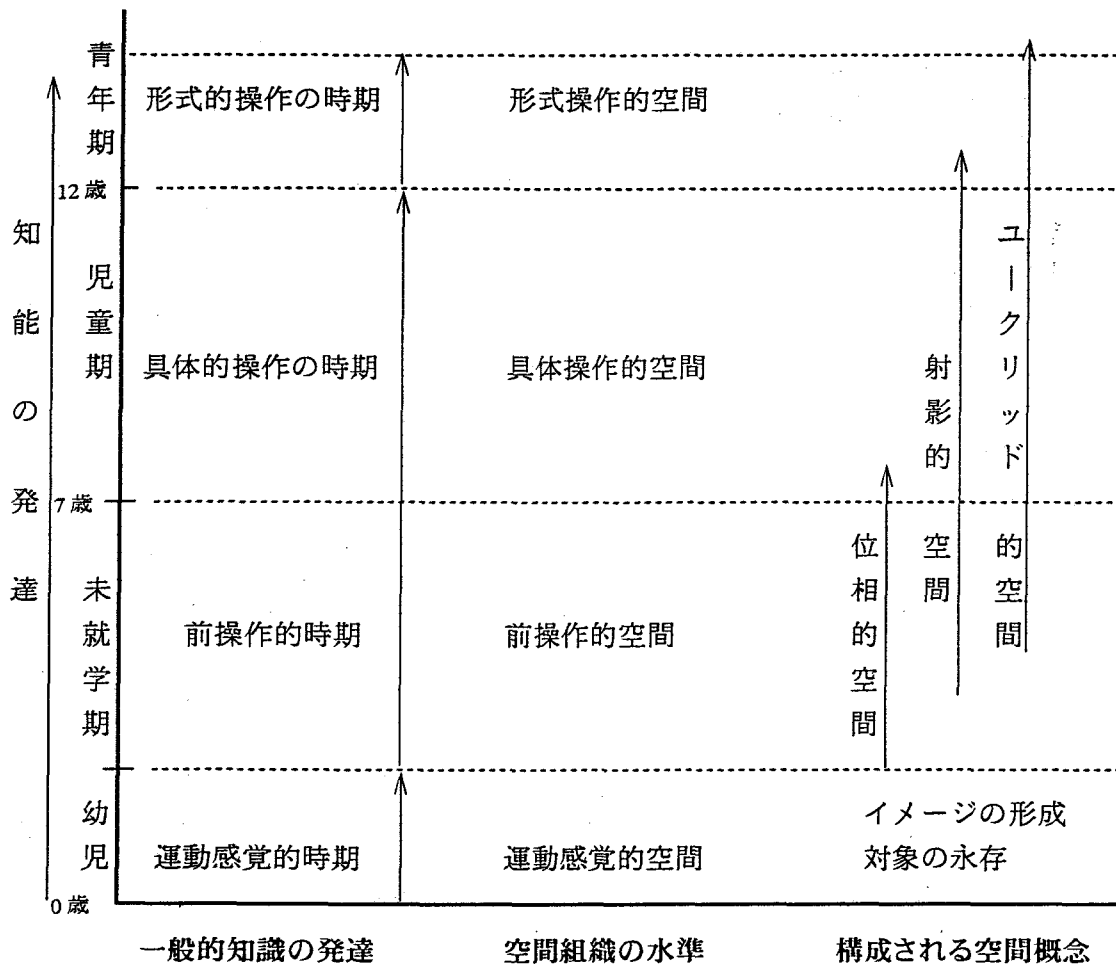 知能の発達
青年期
12歳
児童期
7歳
未就学期
幼児
0歳
形式的操作の時期
形式操作的空間
具体的操作の時期
具体操作的空間
前操作的時期
前操作的空間
運動感覚的時期
運動感覚的空間
位相的空間
射影的空間
ユークリッド的空間
イメージの形成
対象の永存
一般的知識の発達
空間組織の水準
構成される空間概念